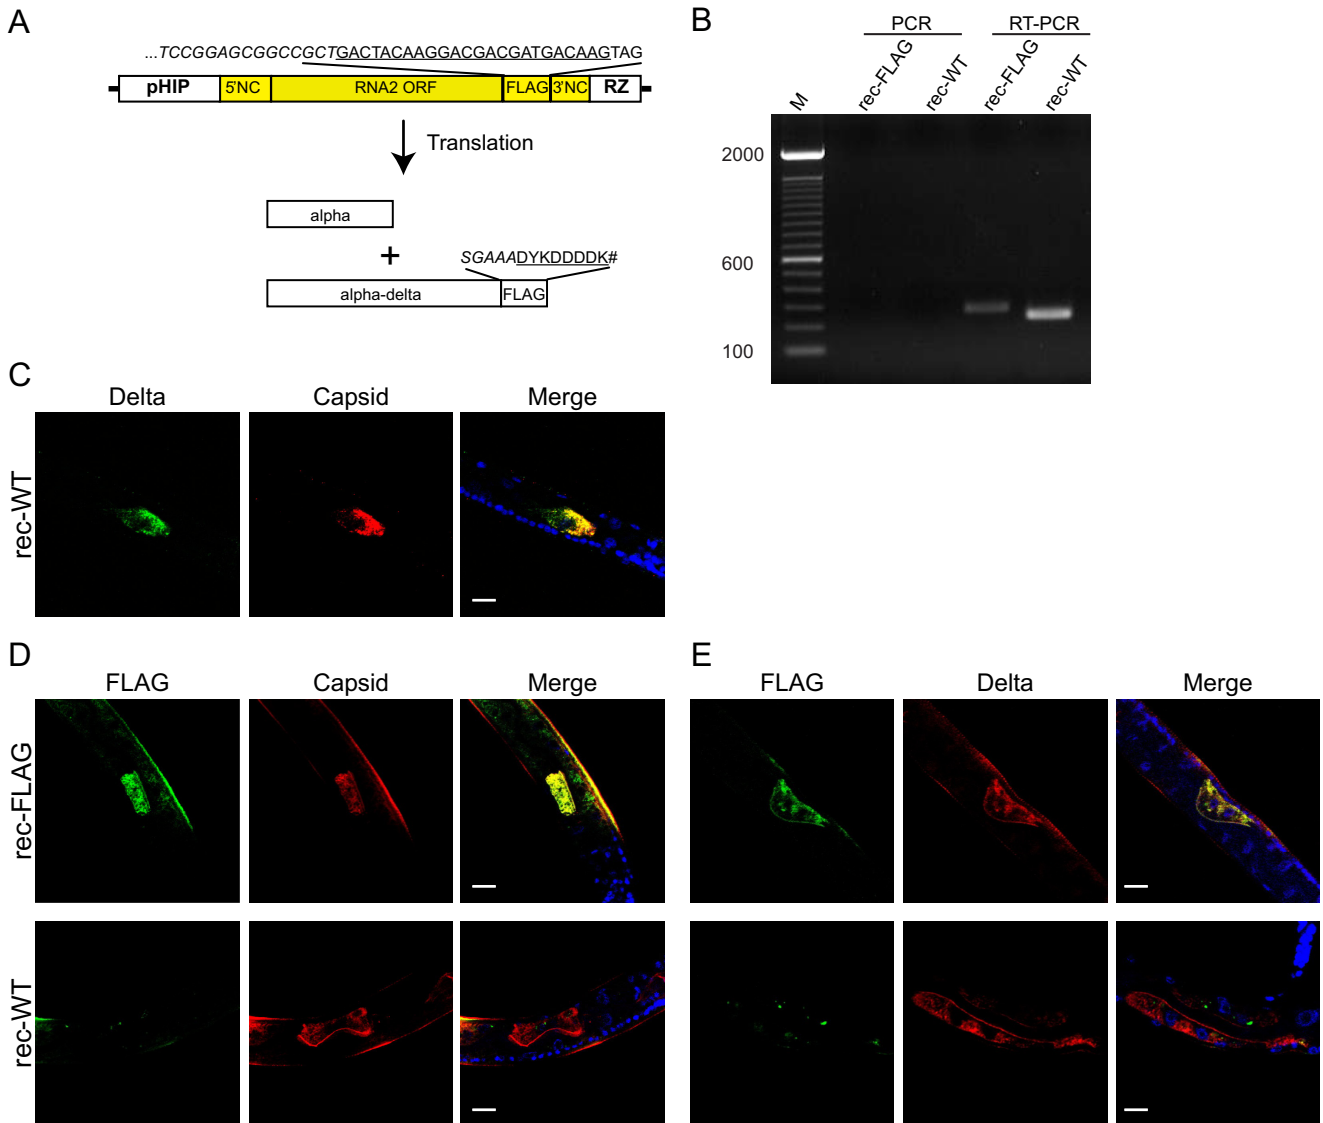 A
...TCCGGAGCGGCCGCTGACTACAAGGACGACGATGACAAGTAG
pHIP 5'NC RNA2 ORF FLAG 3'NC RZ
Translation
alpha
+
SGAAADYKDDDDK#
alpha-delta FLAG
B
PCR RT-PCR
M rec-FLAG rec-WT rec-FLAG rec-WT
2000
600
100
C
Delta Capsid Merge
rec-WT
D
FLAG Capsid Merge
rec-FLAG
rec-WT
E
FLAG Delta Merge